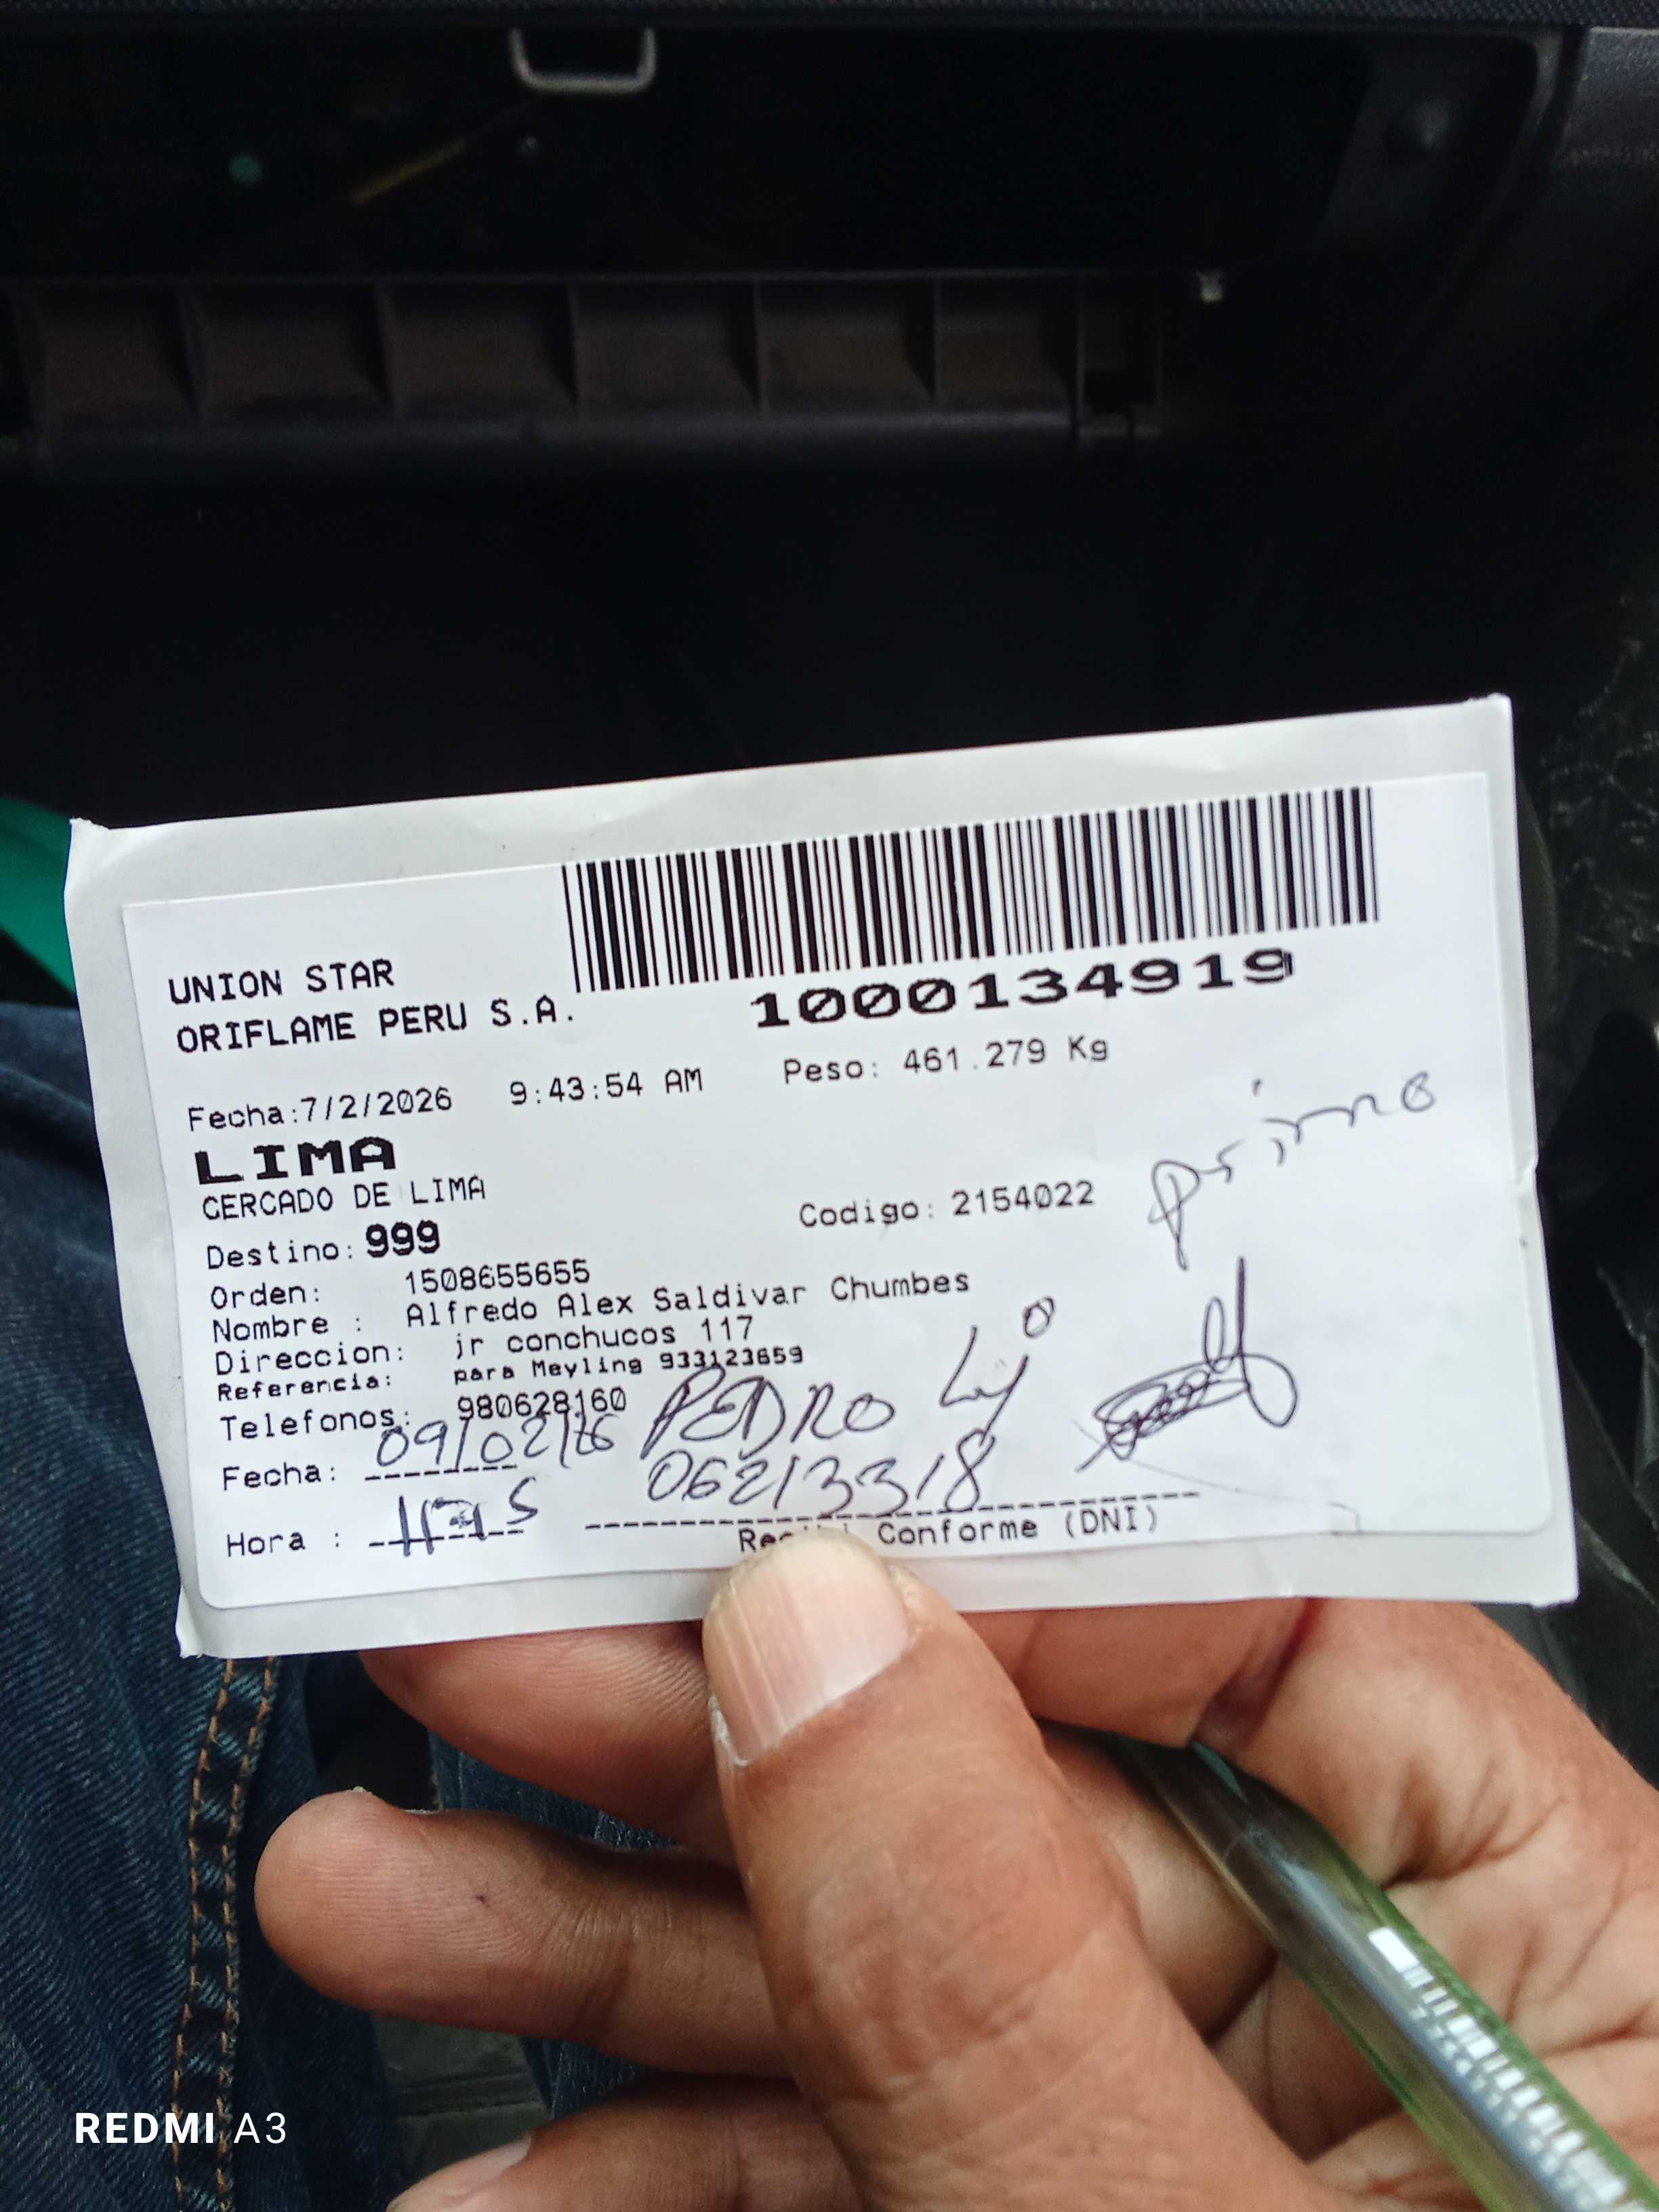 UNION STAR
ORIFLAME PERU S.A.
1000134919
Fecha:7/2/2026 9:43:54 AM Peso: 461.279 Kg
LIMA
CERCADO DE LIMA
primo
Destino: 999 Codigo: 2154022
Orden: 1508655655
Nombre : Alfredo Alex Saldivar Chumbes
Direccion: jr conchucos 117
Referencia: para Meyling 933123659
Telefonos: 980628160
PEDRO
Fecha: 09/02/26
06213318
Hora :
Conforme (DNI)
REDMI A3